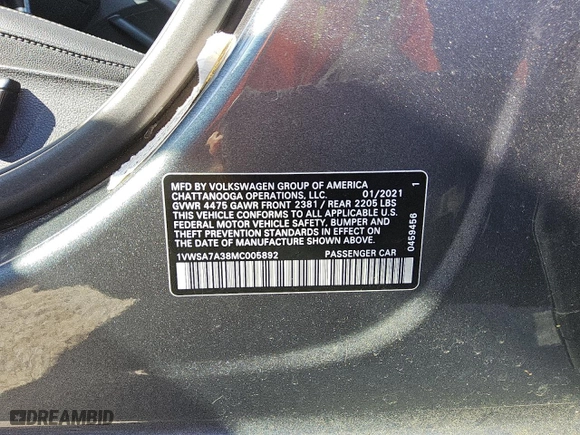 MFD BY VOLKSWAGEN GROUP OF AMERICA
CHATTANOOGA OPERATIONS, LLC. 01/2021
GVWR 4475 GAWR FRONT 2381 / REAR 2205 LBS
THIS VEHICLE CONFORMS TO ALL APPLICABLE U.S.
FEDERAL MOTOR VEHICLE SAFETY, BUMPER AND
THEFT PREVENTION STANDARDS IN EFFECT ON
THE DATE OF MANUFACTURE SHOWN ABOVE.
1VWSA7A38MC005892 PASSENGER CAR
0459456 1
DREAMBID